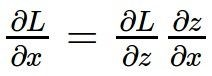 ∂L/∂x = ∂L/∂z ∂z/∂x